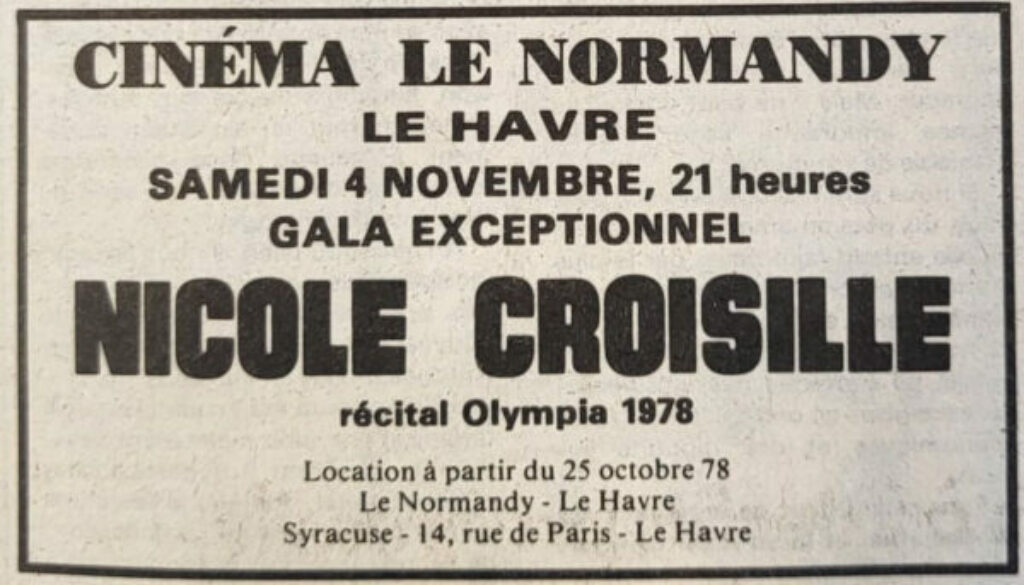 CINÉMA LE NORMANDY
LE HAVRE
SAMEDI 4 NOVEMBRE, 21 heures
GALA EXCEPTIONNEL
NICOLE CROISILLE
récital Olympia 1978
Location à partir du 25 octobre 78
Le Normandy - Le Havre
Syracuse - 14, rue de Paris - Le Havre